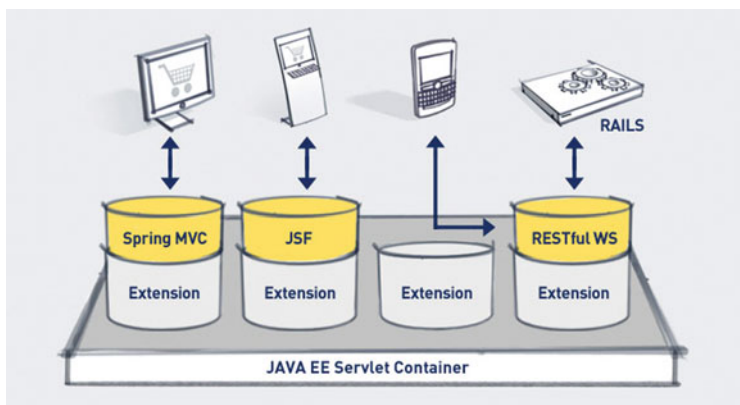 RAILS
Spring MVC
JSF
RESTful WS
Extension
Extension
Extension
Extension
JAVA EE Servlet Container